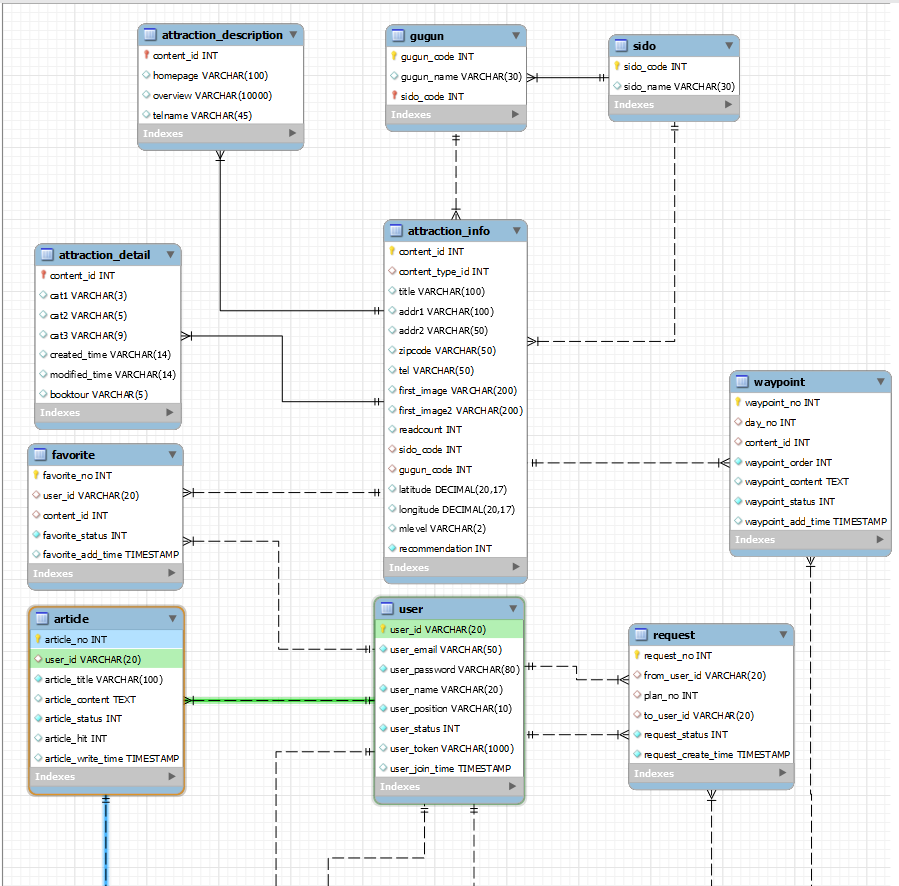 attraction_description
content_id INT
homepage VARCHAR(100)
overview VARCHAR(10000)
telname VARCHAR(45)
Indexes
gugun
gugun_code INT
gugun_name VARCHAR(30)
sido_code INT
Indexes
sido
sido_code INT
sido_name VARCHAR(30)
Indexes
attraction_detail
content_id INT
cat1 VARCHAR(3)
cat2 VARCHAR(5)
cat3 VARCHAR(9)
created_time VARCHAR(14)
modified_time VARCHAR(14)
booktour VARCHAR(5)
Indexes
attraction_info
content_id INT
content_type_id INT
title VARCHAR(100)
addr1 VARCHAR(100)
addr2 VARCHAR(50)
zipcode VARCHAR(50)
tel VARCHAR(50)
first_image VARCHAR(200)
first_image2 VARCHAR(200)
readcount INT
sido_code INT
gugun_code INT
latitude DECIMAL(20,17)
longitude DECIMAL(20,17)
mlevel VARCHAR(2)
recommendation INT
Indexes
waypoint
waypoint_no INT
day_no INT
content_id INT
waypoint_order INT
waypoint_content TEXT
waypoint_status INT
waypoint_add_time TIMESTAMP
Indexes
favorite
favorite_no INT
user_id VARCHAR(20)
content_id INT
favorite_status INT
favorite_add_time TIMESTAMP
Indexes
article
article_no INT
user_id VARCHAR(20)
article_title VARCHAR(100)
article_content TEXT
article_status INT
article_hit INT
article_write_time TIMESTAMP
Indexes
user
user_id VARCHAR(20)
user_email VARCHAR(50)
user_password VARCHAR(80)
user_name VARCHAR(20)
user_position VARCHAR(10)
user_status INT
user_token VARCHAR(1000)
user_join_time TIMESTAMP
Indexes
request
request_no INT
from_user_id VARCHAR(20)
plan_no INT
to_user_id VARCHAR(20)
request_status INT
request_create_time TIMESTAMP
Indexes